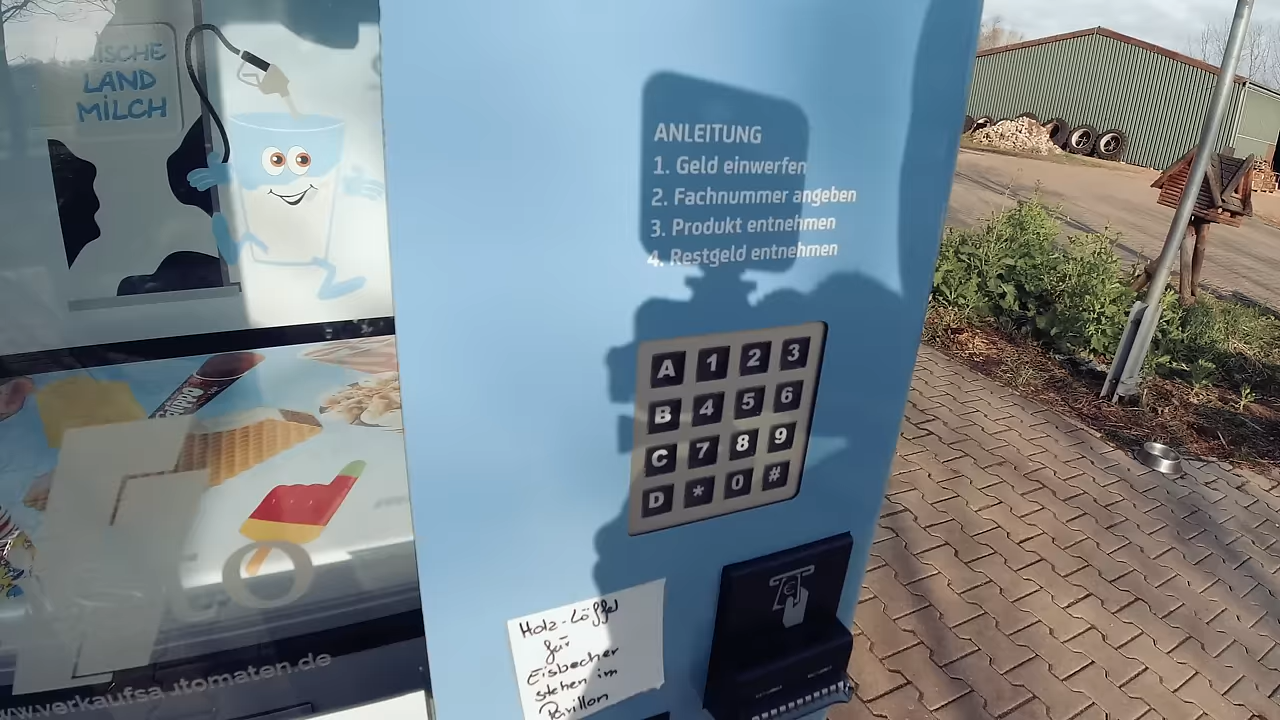 LAND
MiLCH
ANLEITUNG
1. Geld einwerfen
2. Fachnummer angeben
3. Produkt entnehmen
4. Restgeld entnehmen
A 1 2 3
B 4 5 6
C 7 8 9
D * 0 #
€
Holz-Löffel
für
Eisbecher
stehen im
Pavillon